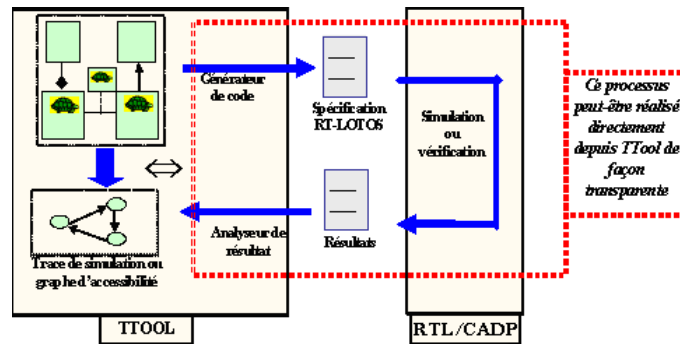 Générateur
de code
Spécification
RT-LOTOS
Simulation
ou
vérification
Ce processus
peut-être réalisé
directement
depuis TTool de
façon
transparente
Analyseur de
résultat
Résultats
Trace de simulation ou
graphe d'accessibilité
TTOOL
RTL/CADP